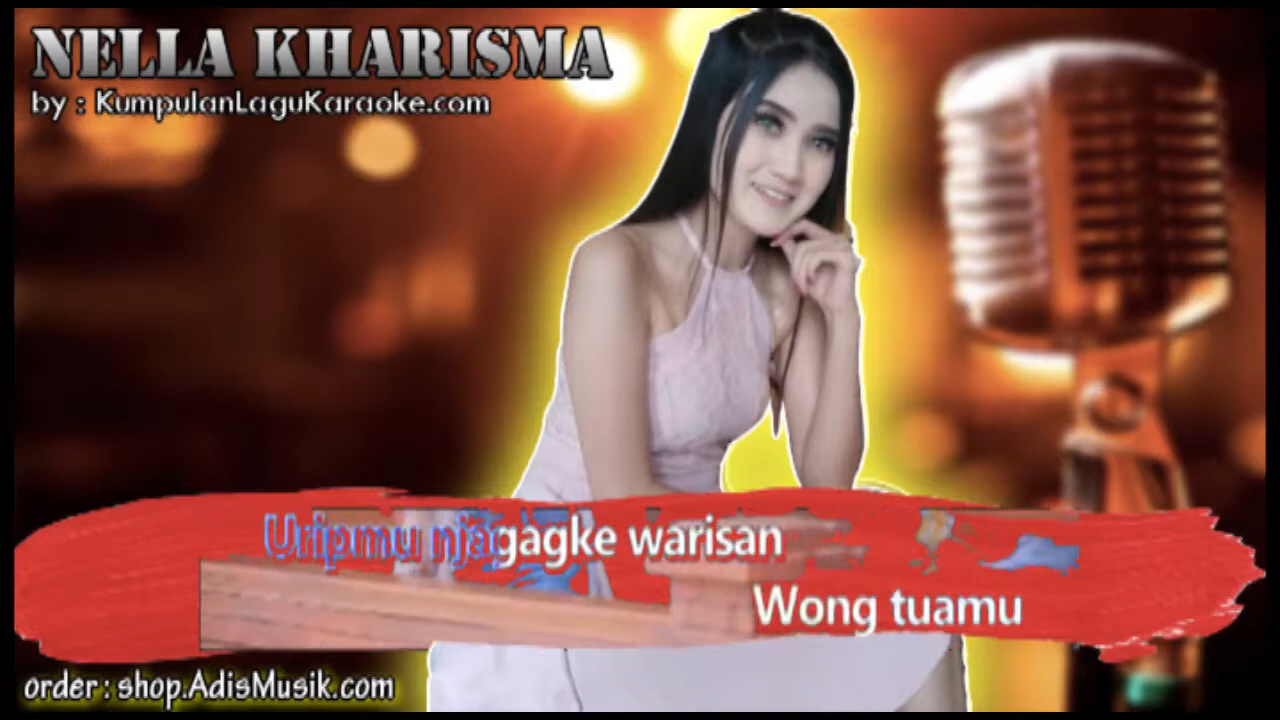 NELLA KHARISMA
by : KumpulanLaguKaraoke.com
Uripmu njagagke warisan
Wong tuamu
order : shop.AdisMusik.com